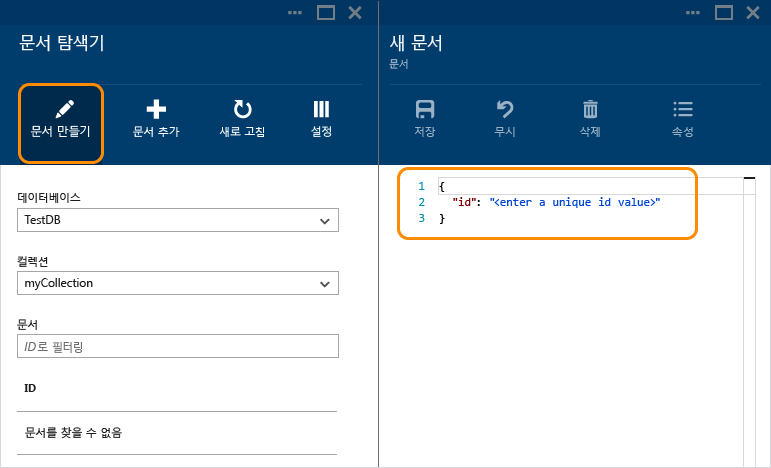 문서 탐색기
문서 만들기
문서 추가
새로 고침
설정
데이터베이스
TestDB
컬렉션
myCollection
문서
ID로 필터링
ID
문서를 찾을 수 없음
새 문서
문서
저장
무시
삭제
속성
1 {
2 "id": "<enter a unique id value>"
3 }